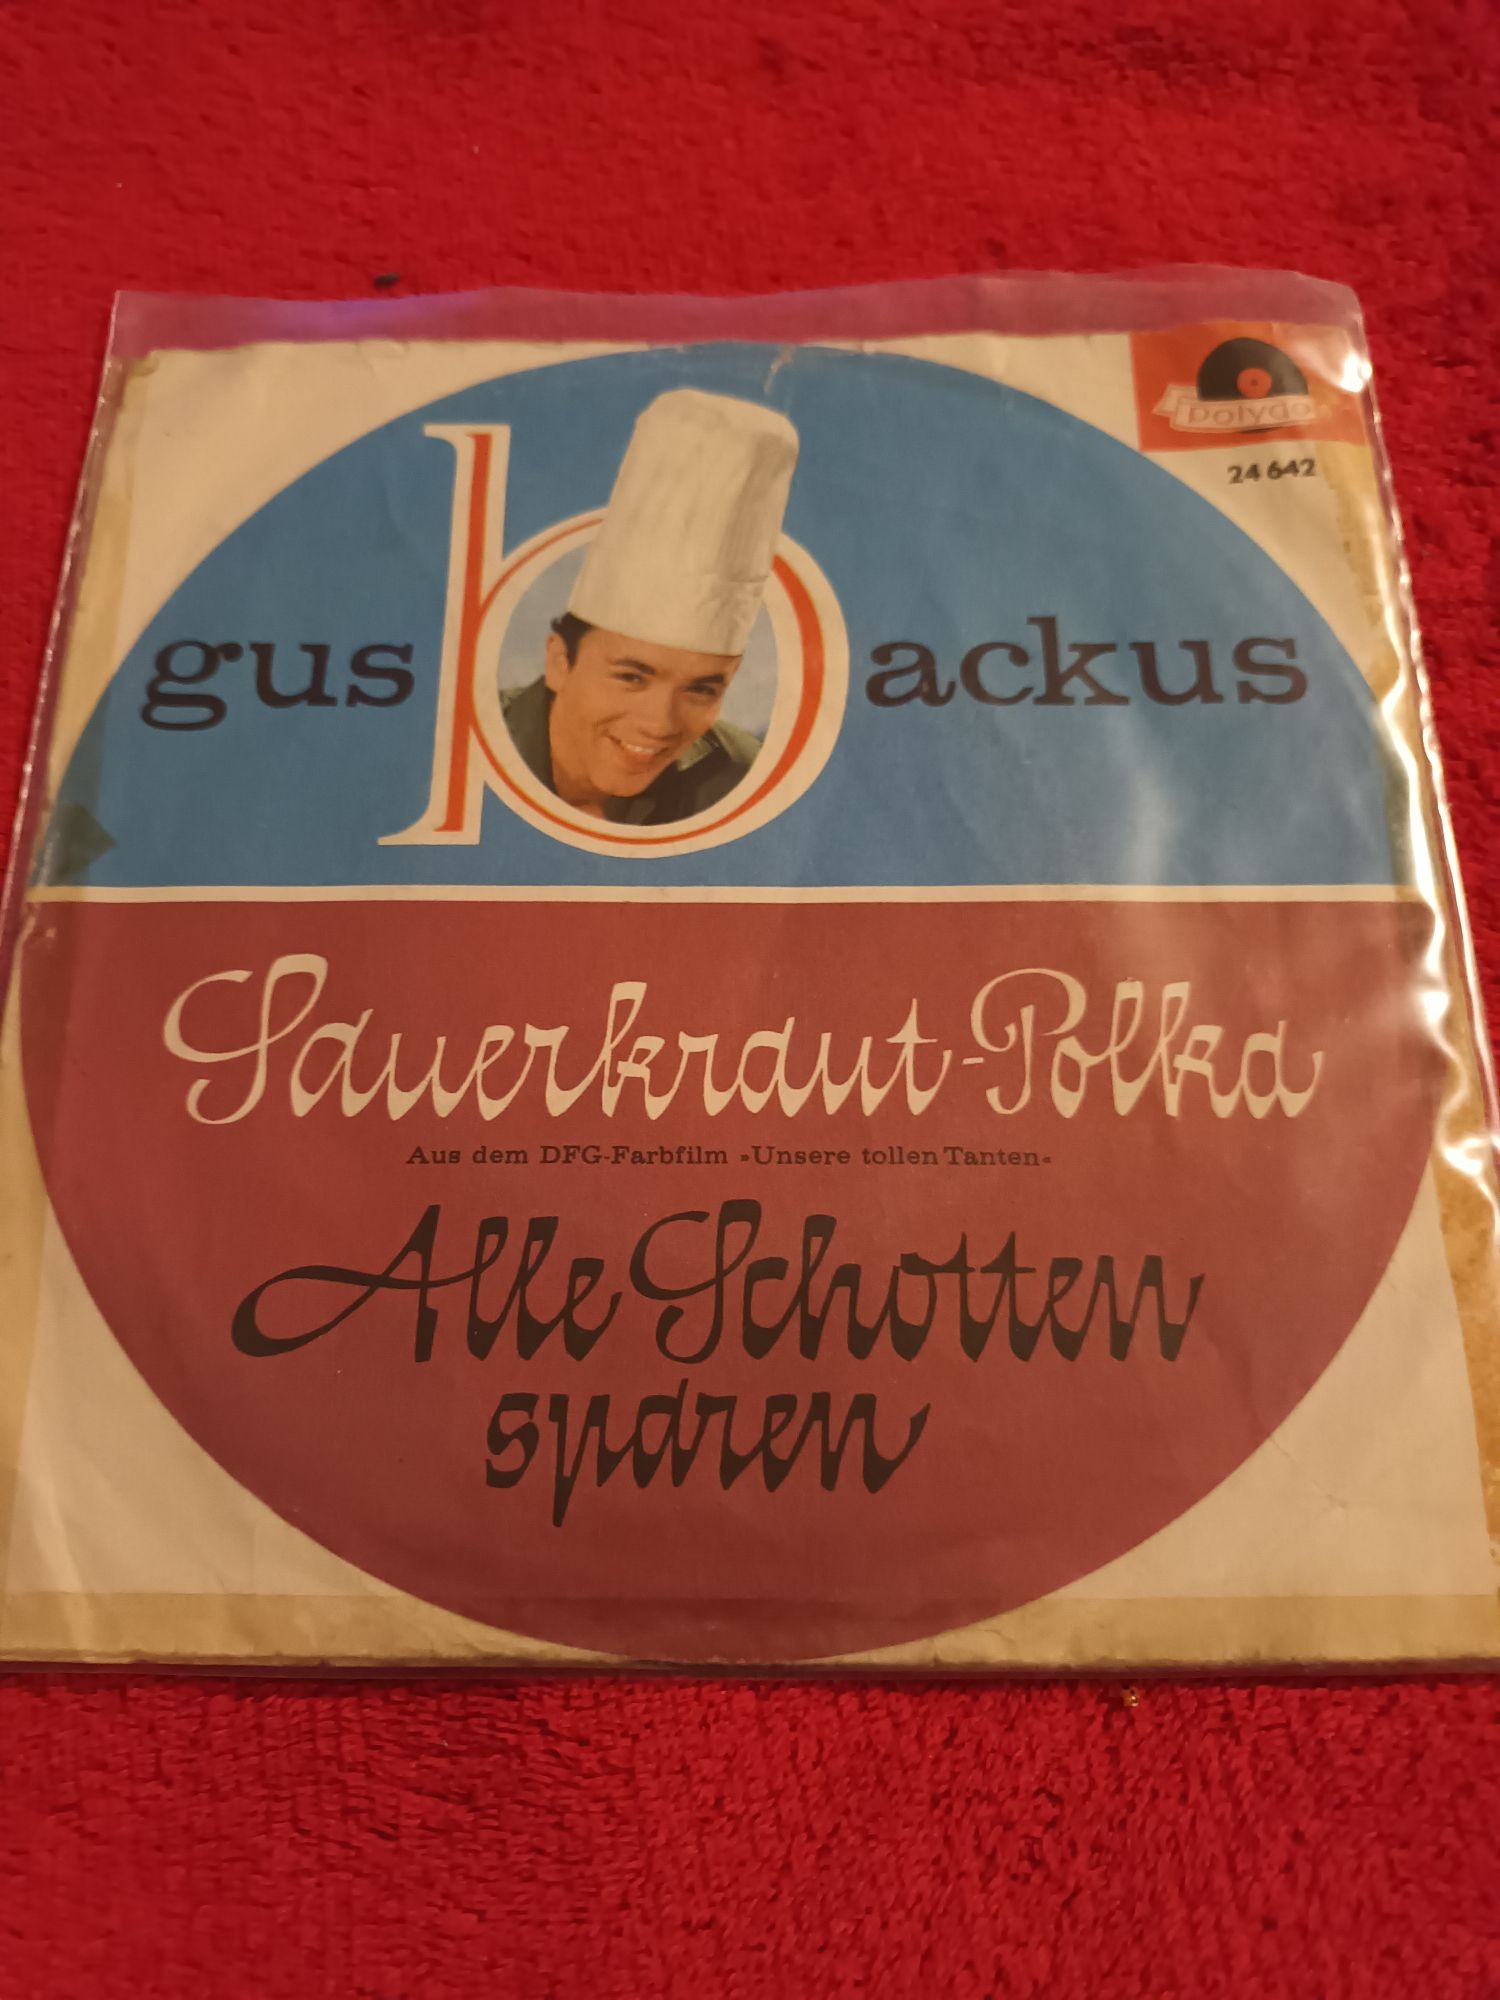 polydor
24 642
gus backus
Sauerkraut-Polka
Aus dem DFG-Farbfilm »Unsere tollen Tanten«
Alle Schotten
sparen